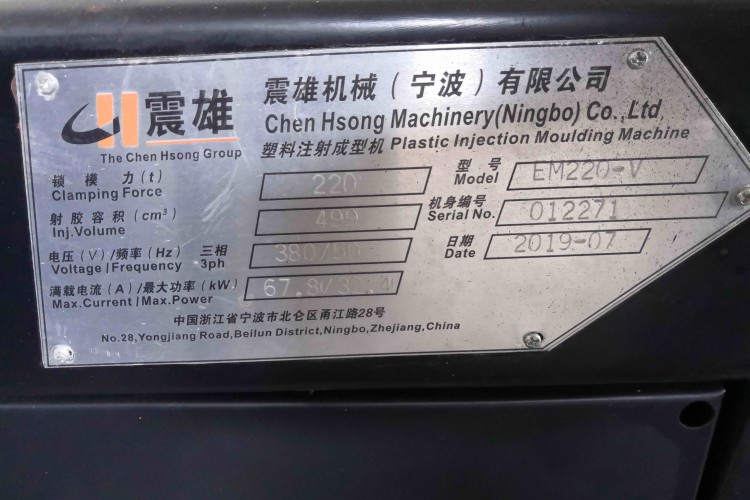 震雄
The Chen Hsong Group
震雄机械(宁波)有限公司
Chen Hsong Machinery(Ningbo) Co.,Ltd
塑料注射成型机 Plastic Injection Moulding Machine
锁模力(t) 220
Clamping Force
型号 EM220-V
Model
射胶容积(cm³) 499
Inj.Volume
机身编号 012271
Serial No.
电压(V)/频率(Hz) 三相 380/50
Voltage/Frequency 3ph
日期 2019-07
Date
满载电流(A)/最大功率(kW) 67.8/
Max.Current/Max.Power
中国浙江省宁波市北仑区甬江路28号
No.28,Yongjiang Road,Beilun District,Ningbo,Zhejiang,China